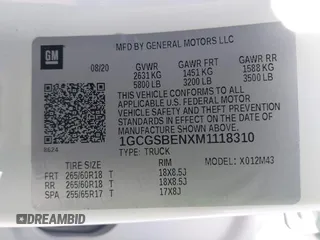 GM
MFD BY GENERAL MOTORS LLC
08/20
GVWR GAWR FRT GAWR RR
2631 KG 1451 KG 1588 KG
5800 LB 3200 LB 3500 LB
THIS VEHICLE CONFORMS TO ALL APPLICABLE
U.S. FEDERAL MOTOR VEHICLE
SAFETY AND THEFT PREVENTION
STANDARDS IN EFFECT ON THE DATE OF
MANUFACTURE SHOWN ABOVE.
1GCGSBENXM1118310
TYPE: TRUCK
MODEL: X012M43
TIRE SIZE RIM
FRT 265/60R18 T 18X8.5J
RR 265/60R18 T 18X8.5J
SPA 255/65R17 T 17X8J
DREAMBID